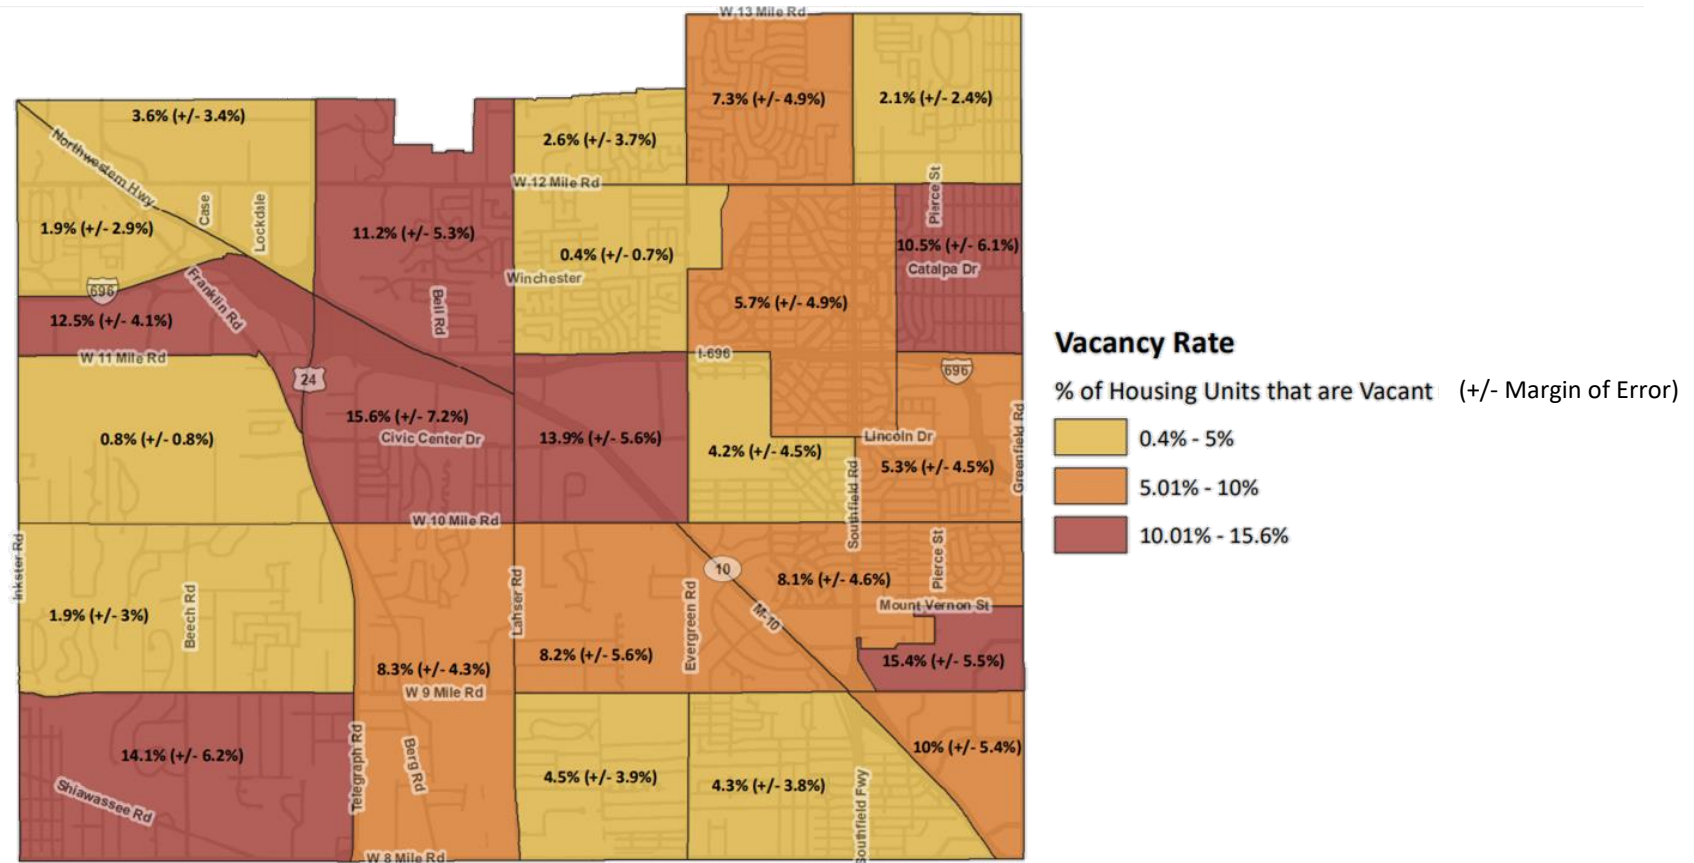 W 13 Mile Rd
7.3% (+/- 4.9%)
2.1% (+/- 2.4%)
3.6% (+/- 3.4%)
2.6% (+/- 3.7%)
Northwestern Hwy
W 12 Mile Rd
Pierce St
Case
Lockdale
1.9% (+/- 2.9%)
11.2% (+/- 5.3%)
0.4% (+/- 0.7%)
10.5% (+/- 6.1%)
Catalpa Dr
Winchester
696
Franklin Rd
Bell Rd
5.7% (+/- 4.9%)
12.5% (+/- 4.1%)
W 11 Mile Rd
I-696
696
24
15.6% (+/- 7.2%)
Civic Center Dr
0.8% (+/- 0.8%)
13.9% (+/- 5.6%)
4.2% (+/- 4.5%)
Lincoln Dr
5.3% (+/- 4.5%)
Greenfield Rd
Southfield Rd
W 10 Mile Rd
Inkster Rd
Beech Rd
Lahser Rd
Evergreen Rd
10
M-10
8.1% (+/- 4.6%)
Pierce St
Mount Vernon St
1.9% (+/- 3%)
8.3% (+/- 4.3%)
8.2% (+/- 5.6%)
15.4% (+/- 5.5%)
W 9 Mile Rd
14.1% (+/- 6.2%)
Shiawassee Rd
Telegraph Rd
Berg Rd
4.5% (+/- 3.9%)
4.3% (+/- 3.8%)
Southfield Fwy
10% (+/- 5.4%)
W 8 Mile Rd
Vacancy Rate
% of Housing Units that are Vacant (+/- Margin of Error)
0.4% - 5%
5.01% - 10%
10.01% - 15.6%